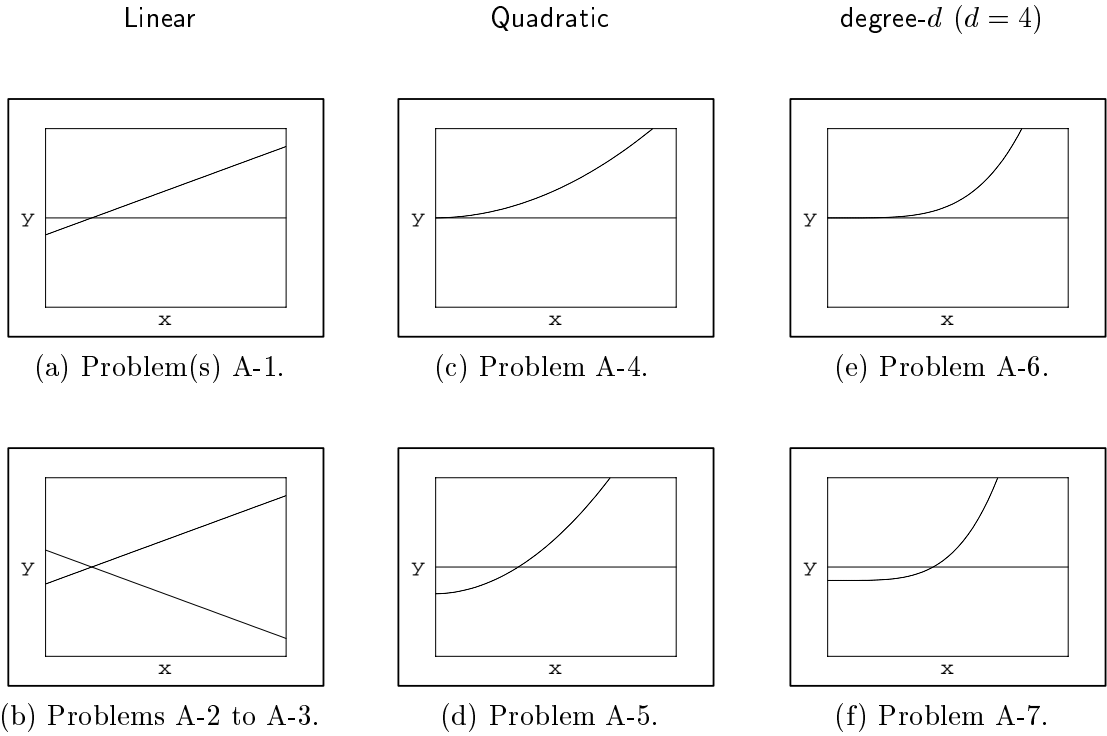 Linear Quadratic degree-d (d = 4)
y y y
x x x
(a) Problem(s) A-1. (c) Problem A-4. (e) Problem A-6.
y y y
x x x
(b) Problems A-2 to A-3. (d) Problem A-5. (f) Problem A-7.